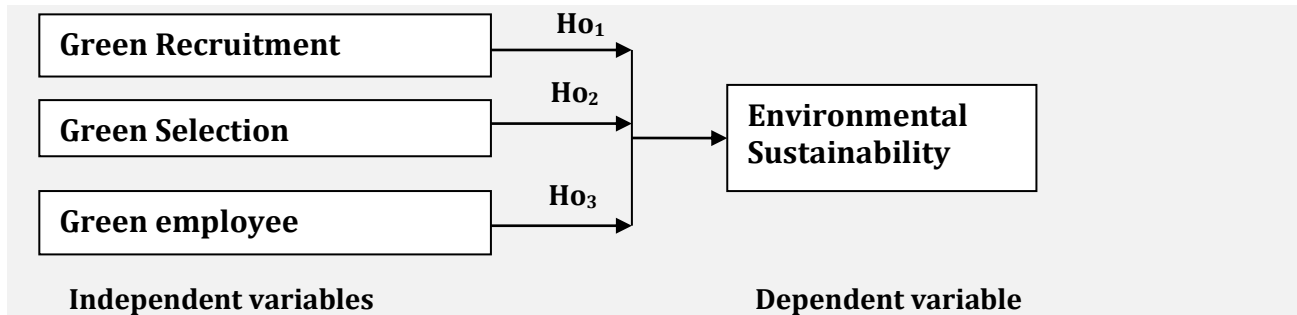 Green Recruitment
Ho₁
Green Selection
Ho₂
Green employee
Ho₃
Environmental
Sustainability
Independent variables
Dependent variable